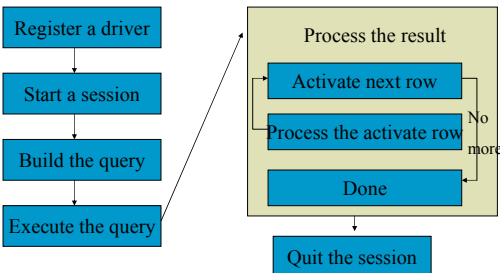 Register a driver
Start a session
Build the query
Execute the query
Process the result
Activate next row
Process the activate row
No
more
Done
Quit the session